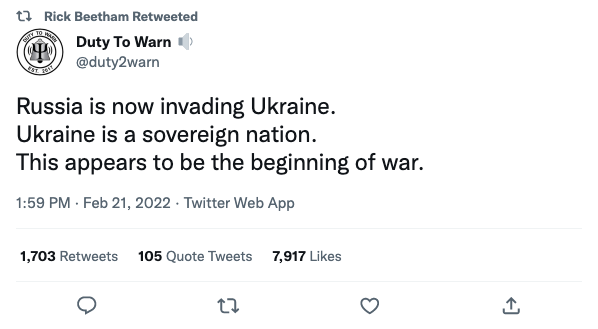 Rick Beetham Retweeted
DUTY TO WARN
EST. 2017
Duty To Warn
@duty2warn
Russia is now invading Ukraine.
Ukraine is a sovereign nation.
This appears to be the beginning of war.
1:59 PM · Feb 21, 2022 · Twitter Web App
1,703 Retweets 105 Quote Tweets 7,917 Likes